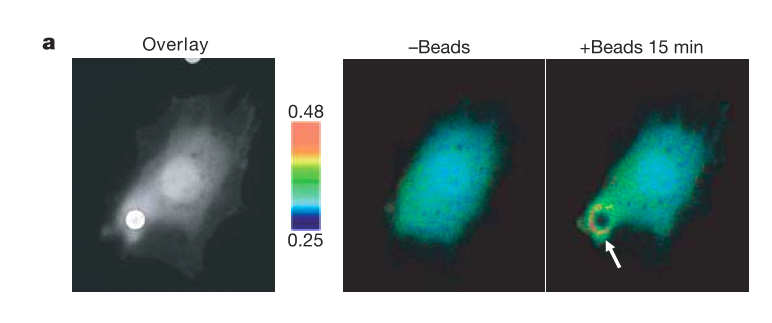 a
Overlay
–Beads
+Beads 15 min
0.48
0.25